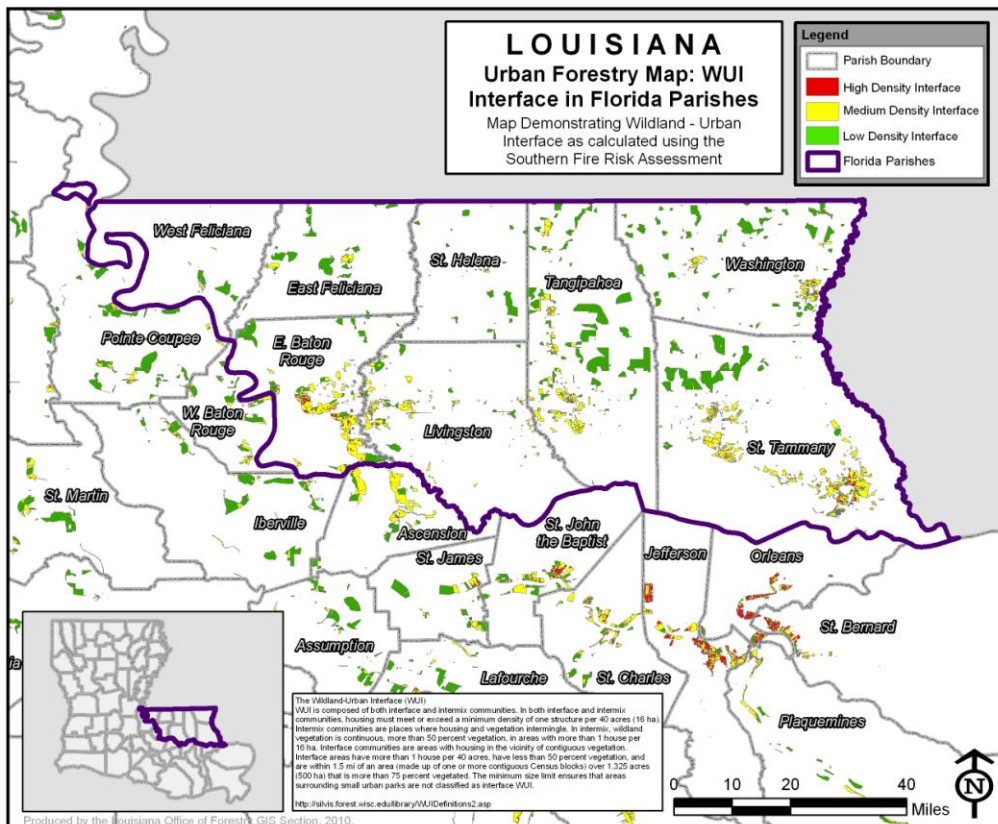 LOUISIANA
Urban Forestry Map: WUI
Interface in Florida Parishes
Map Demonstrating Wildland - Urban
Interface as calculated using the
Southern Fire Risk Assessment
Legend
Parish Boundary
High Density Interface
Medium Density Interface
Low Density Interface
Florida Parishes
West Feliciana
East Feliciana
St. Helena
Tangipahoa
Washington
Pointe Coupee
E. Baton
Rouge
W. Baton
Rouge
Livingston
St. Tammany
St. Martin
Iberville
Ascension
St. James
St. John
the Baptist
Jefferson
Orleans
St. Bernard
Assumption
Lafourche
St. Charles
Plaquemines
The Wildland-Urban Interface (WUI)
WUI is composed of both interface and intermix communities. In both interface and intermix
communities, housing must meet or exceed a minimum density of one structure per 40 acres (16 ha).
Intermix communities are places where housing and vegetation intermingle. In intermix, wildland
vegetation is continuous, more than 50 percent vegetation, in areas with more than 1 house per
16 ha. Interface communities are areas with housing in the vicinity of contiguous vegetation.
Interface areas have more than 1 house per 40 acres, have less than 50 percent vegetation, and
are within 1.5 mi of an area (made up of one or more contiguous Census blocks) over 1,325 acres
(500 ha) that is more than 75 percent vegetated. The minimum size limit ensures that areas
surrounding small urban parks are not classified as interface WUI.
http://silvis.forest.wisc.edu/library/WUIDefinitions2.asp
0 10 20 40
Miles
N
Produced by the Louisiana Office of Forestry GIS Section, 2010.